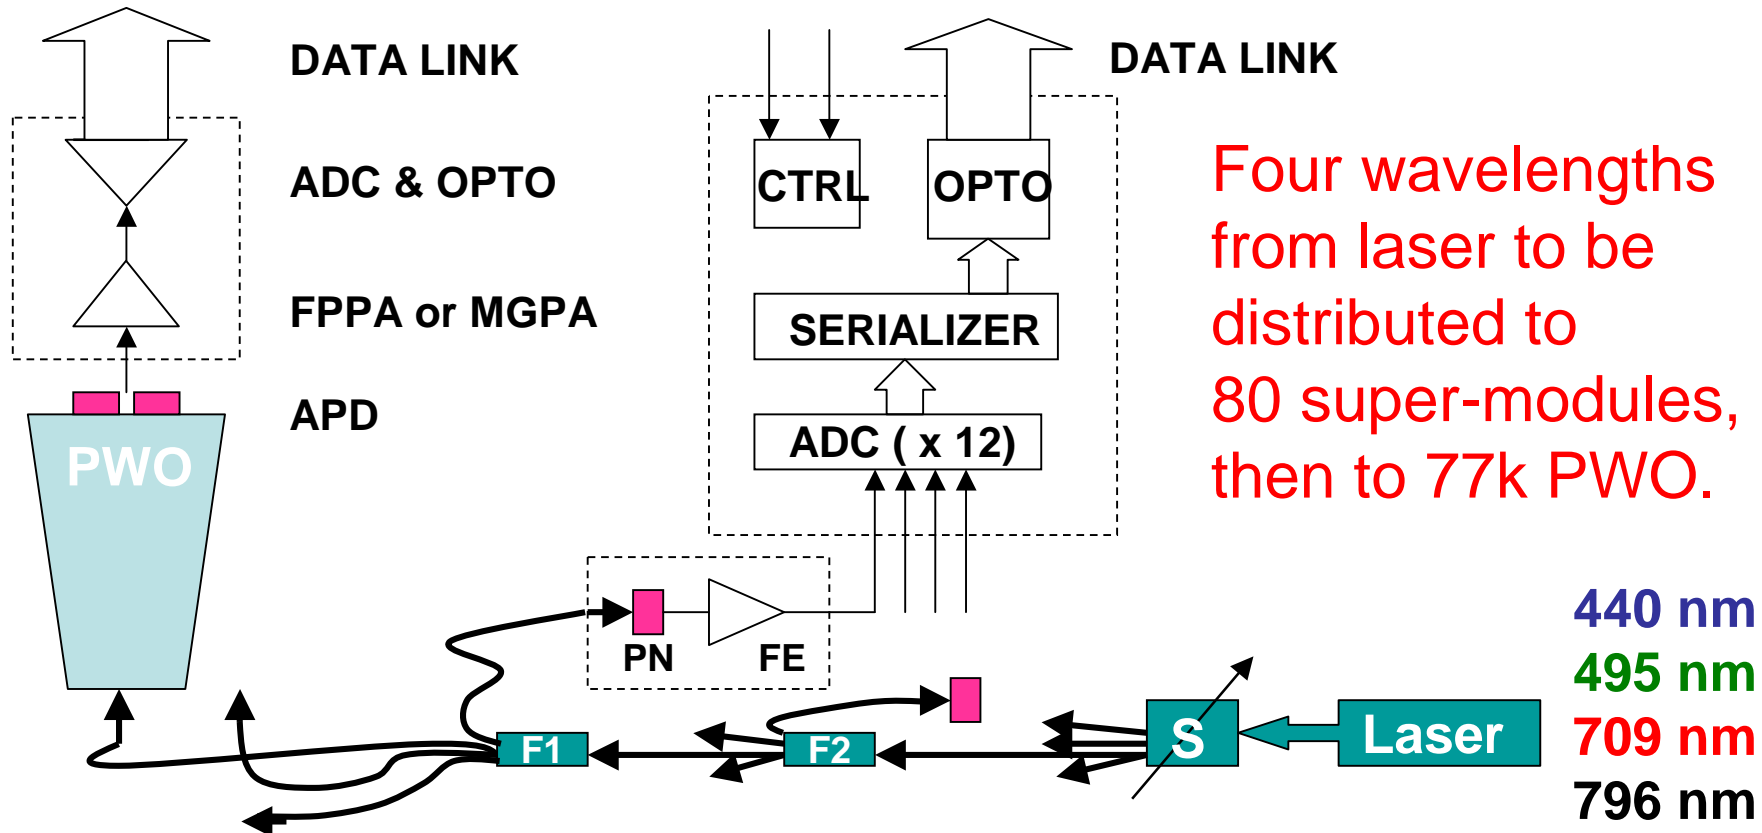 DATA LINK
DATA LINK
ADC & OPTO
CTRL
OPTO
Four wavelengths
from laser to be
distributed to
80 super-modules,
then to 77k PWO.
FPPA or MGPA
SERIALIZER
APD
ADC ( x 12)
PWO
PN
FE
F1
F2
S
Laser
440 nm
495 nm
709 nm
796 nm